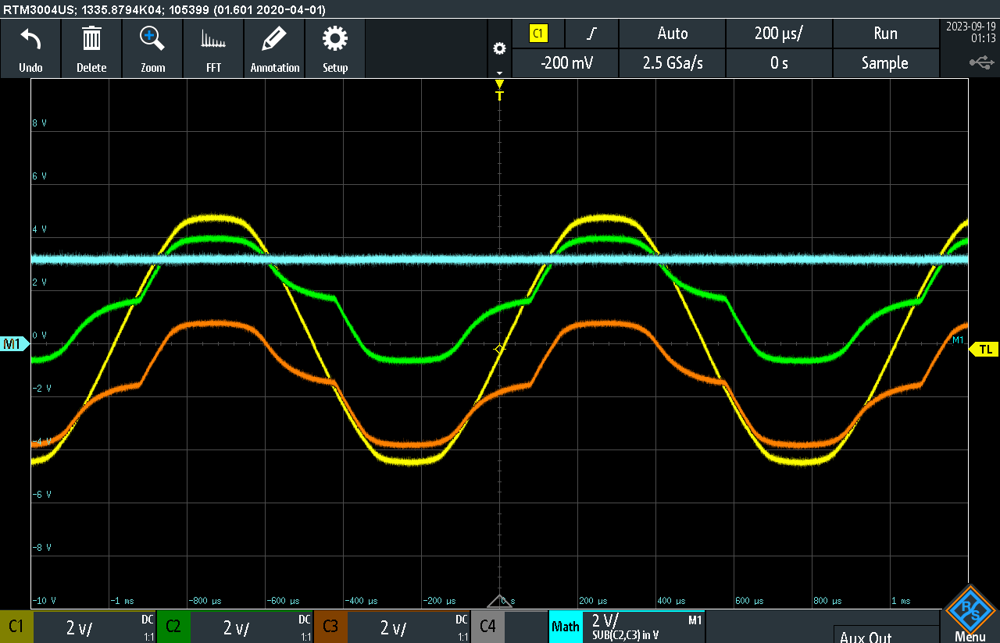 RTM3004US; 1335.8794K04; 105399 (01.601 2020-04-01)
Undo
Delete
Zoom
FFT
Annotation
Setup
C1
Auto
200 µs/
Run
-200 mV
2.5 GSa/s
0 s
Sample
2023-09-19
01:13
T
8 V
6 V
4 V
2 V
0 V
-2 V
-4 V
-6 V
-8 V
-10 V
M1
M1
TL
-1 ms
-800 µs
-600 µs
-400 µs
-200 µs
0 s
200 µs
400 µs
600 µs
800 µs
1 ms
C1
2 V/
DC
1:1
C2
2 V/
DC
1:1
C3
2 V/
DC
1:1
C4
Math
2 V/
M1
SUB(C2,C3) in V
Aux Out
R&S
Menu